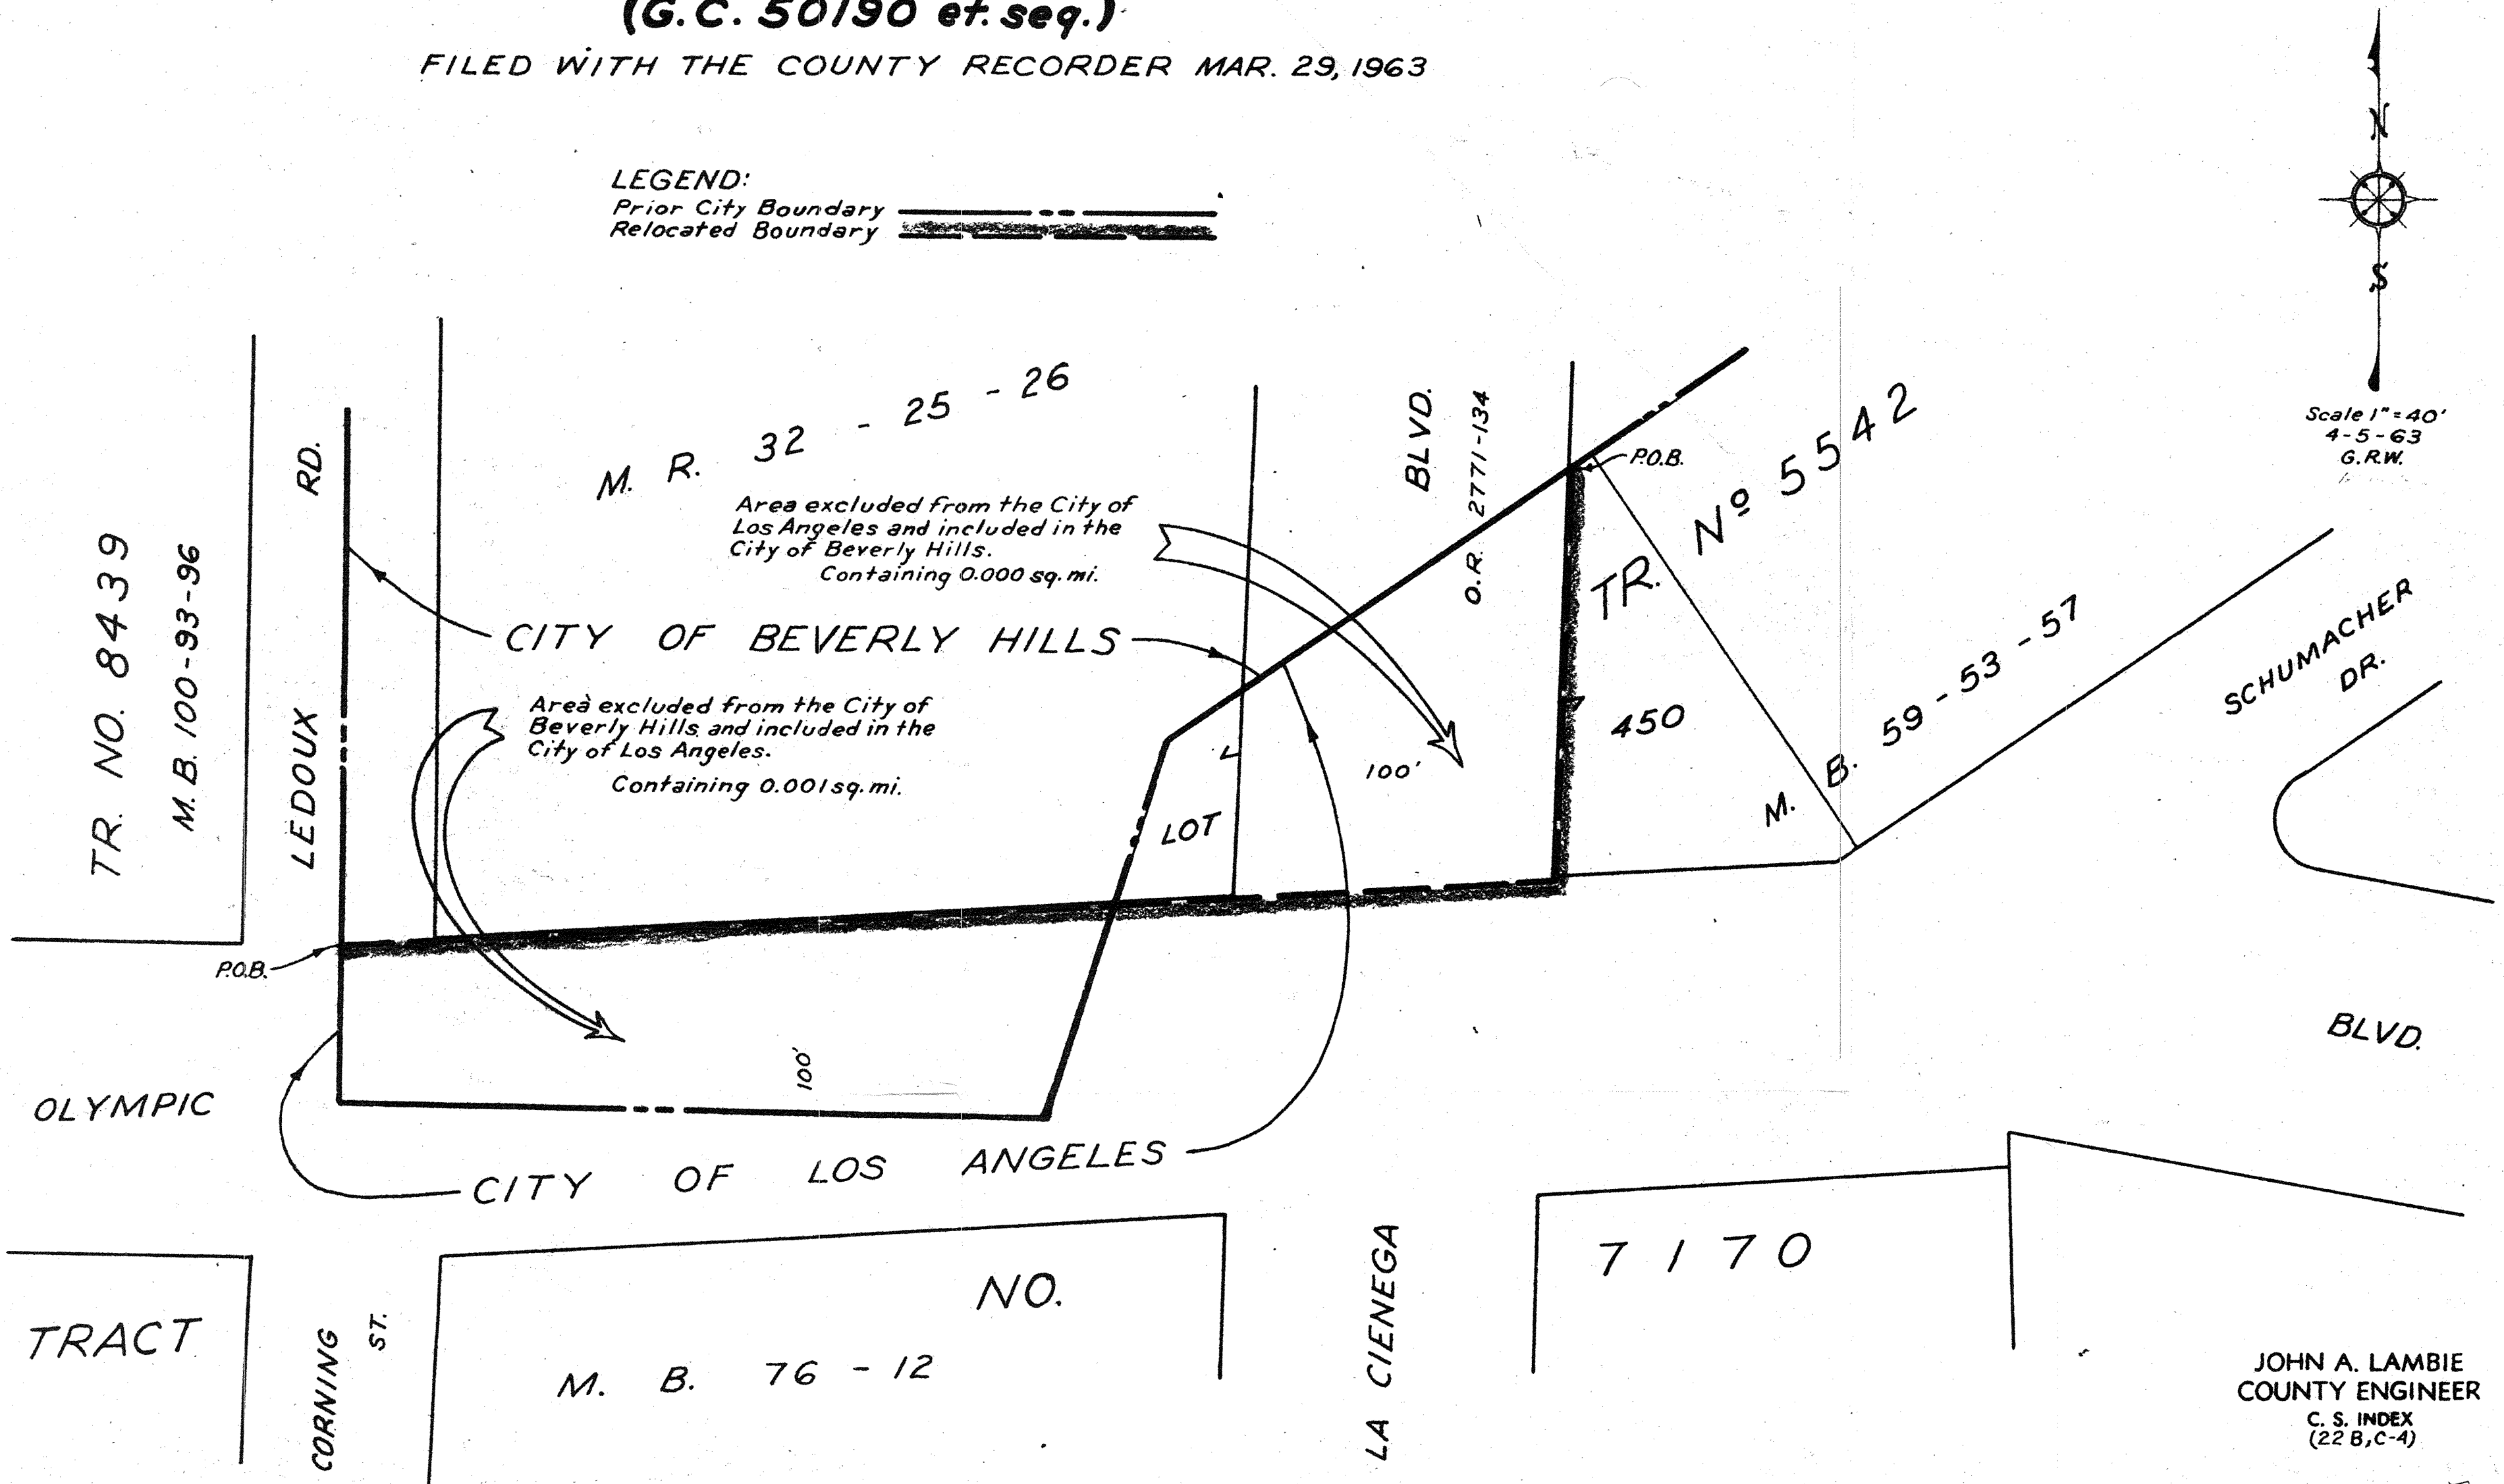 (G.C. 50190 et. seq.)
FILED WITH THE COUNTY RECORDER MAR. 29, 1963
LEGEND:
Prior City Boundary
Relocated Boundary
N
S
Scale 1"=40'
4-5-63
G.R.W.
M. R. 32 - 25 - 26
Area excluded from the City of
Los Angeles and included in the
City of Beverly Hills.
Containing 0.000 sq. mi.
BLVD.
O.R. 2771-134
P.O.B.
TR. Nº 5542
RD.
LEDOUX
TR. NO. 8439
M.B. 100-93-96
CITY OF BEVERLY HILLS
Area excluded from the City of
Beverly Hills and included in the
City of Los Angeles.
Containing 0.001 sq. mi.
LOT
100'
450
M. B. 59-53-57
SCHUMACHER
DR.
P.O.B.
100'
OLYMPIC
BLVD.
CITY OF LOS ANGELES
TRACT
NO.
7170
CORNING
ST.
M. B. 76-12
LA CIENEGA
JOHN A. LAMBIE
COUNTY ENGINEER
C. S. INDEX
(22 B, C-4)